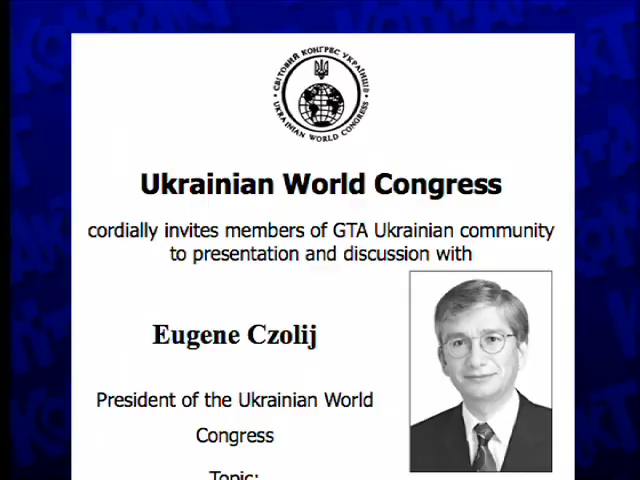 СВІТОВИЙ КОНГРЕС УКРАЇНЦІВ
UKRAINIAN WORLD CONGRESS
Ukrainian World Congress
cordially invites members of GTA Ukrainian community
to presentation and discussion with
Eugene Czolij
President of the Ukrainian World
Congress
Topic: